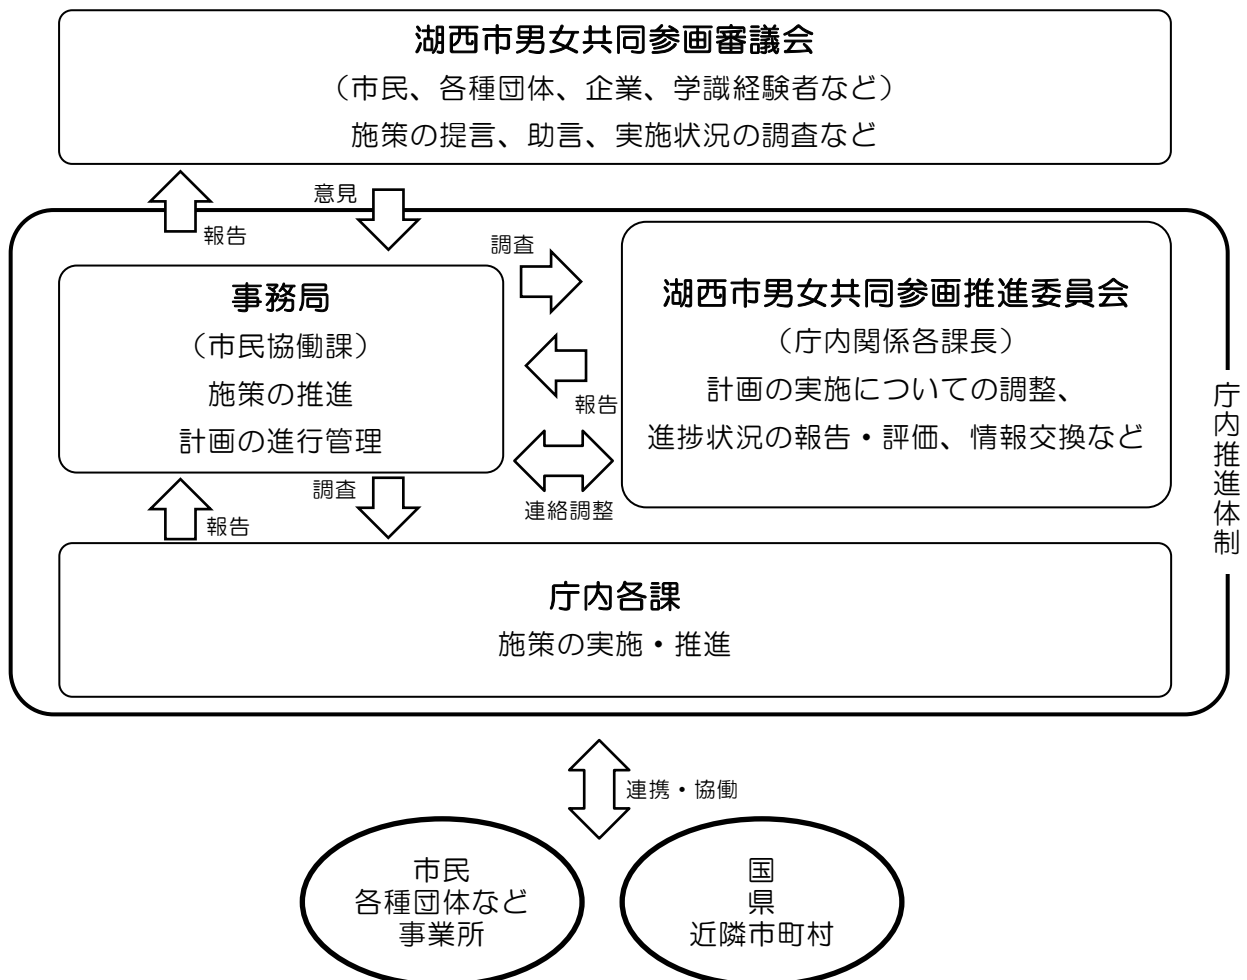 湖西市男女共同参画審議会
（市民、各種団体、企業、学識経験者など）
施策の提言、助言、実施状況の調査など
報告
意見
調査
事務局
（市民協働課）
施策の推進
計画の進行管理
報告
連絡調整
湖西市男女共同参画推進委員会
（庁内関係各課長）
計画の実施についての調整、
進捗状況の報告・評価、情報交換など
庁内推進体制
報告
調査
庁内各課
施策の実施・推進
連携・協働
市民
各種団体など
事業所
国
県
近隣市町村